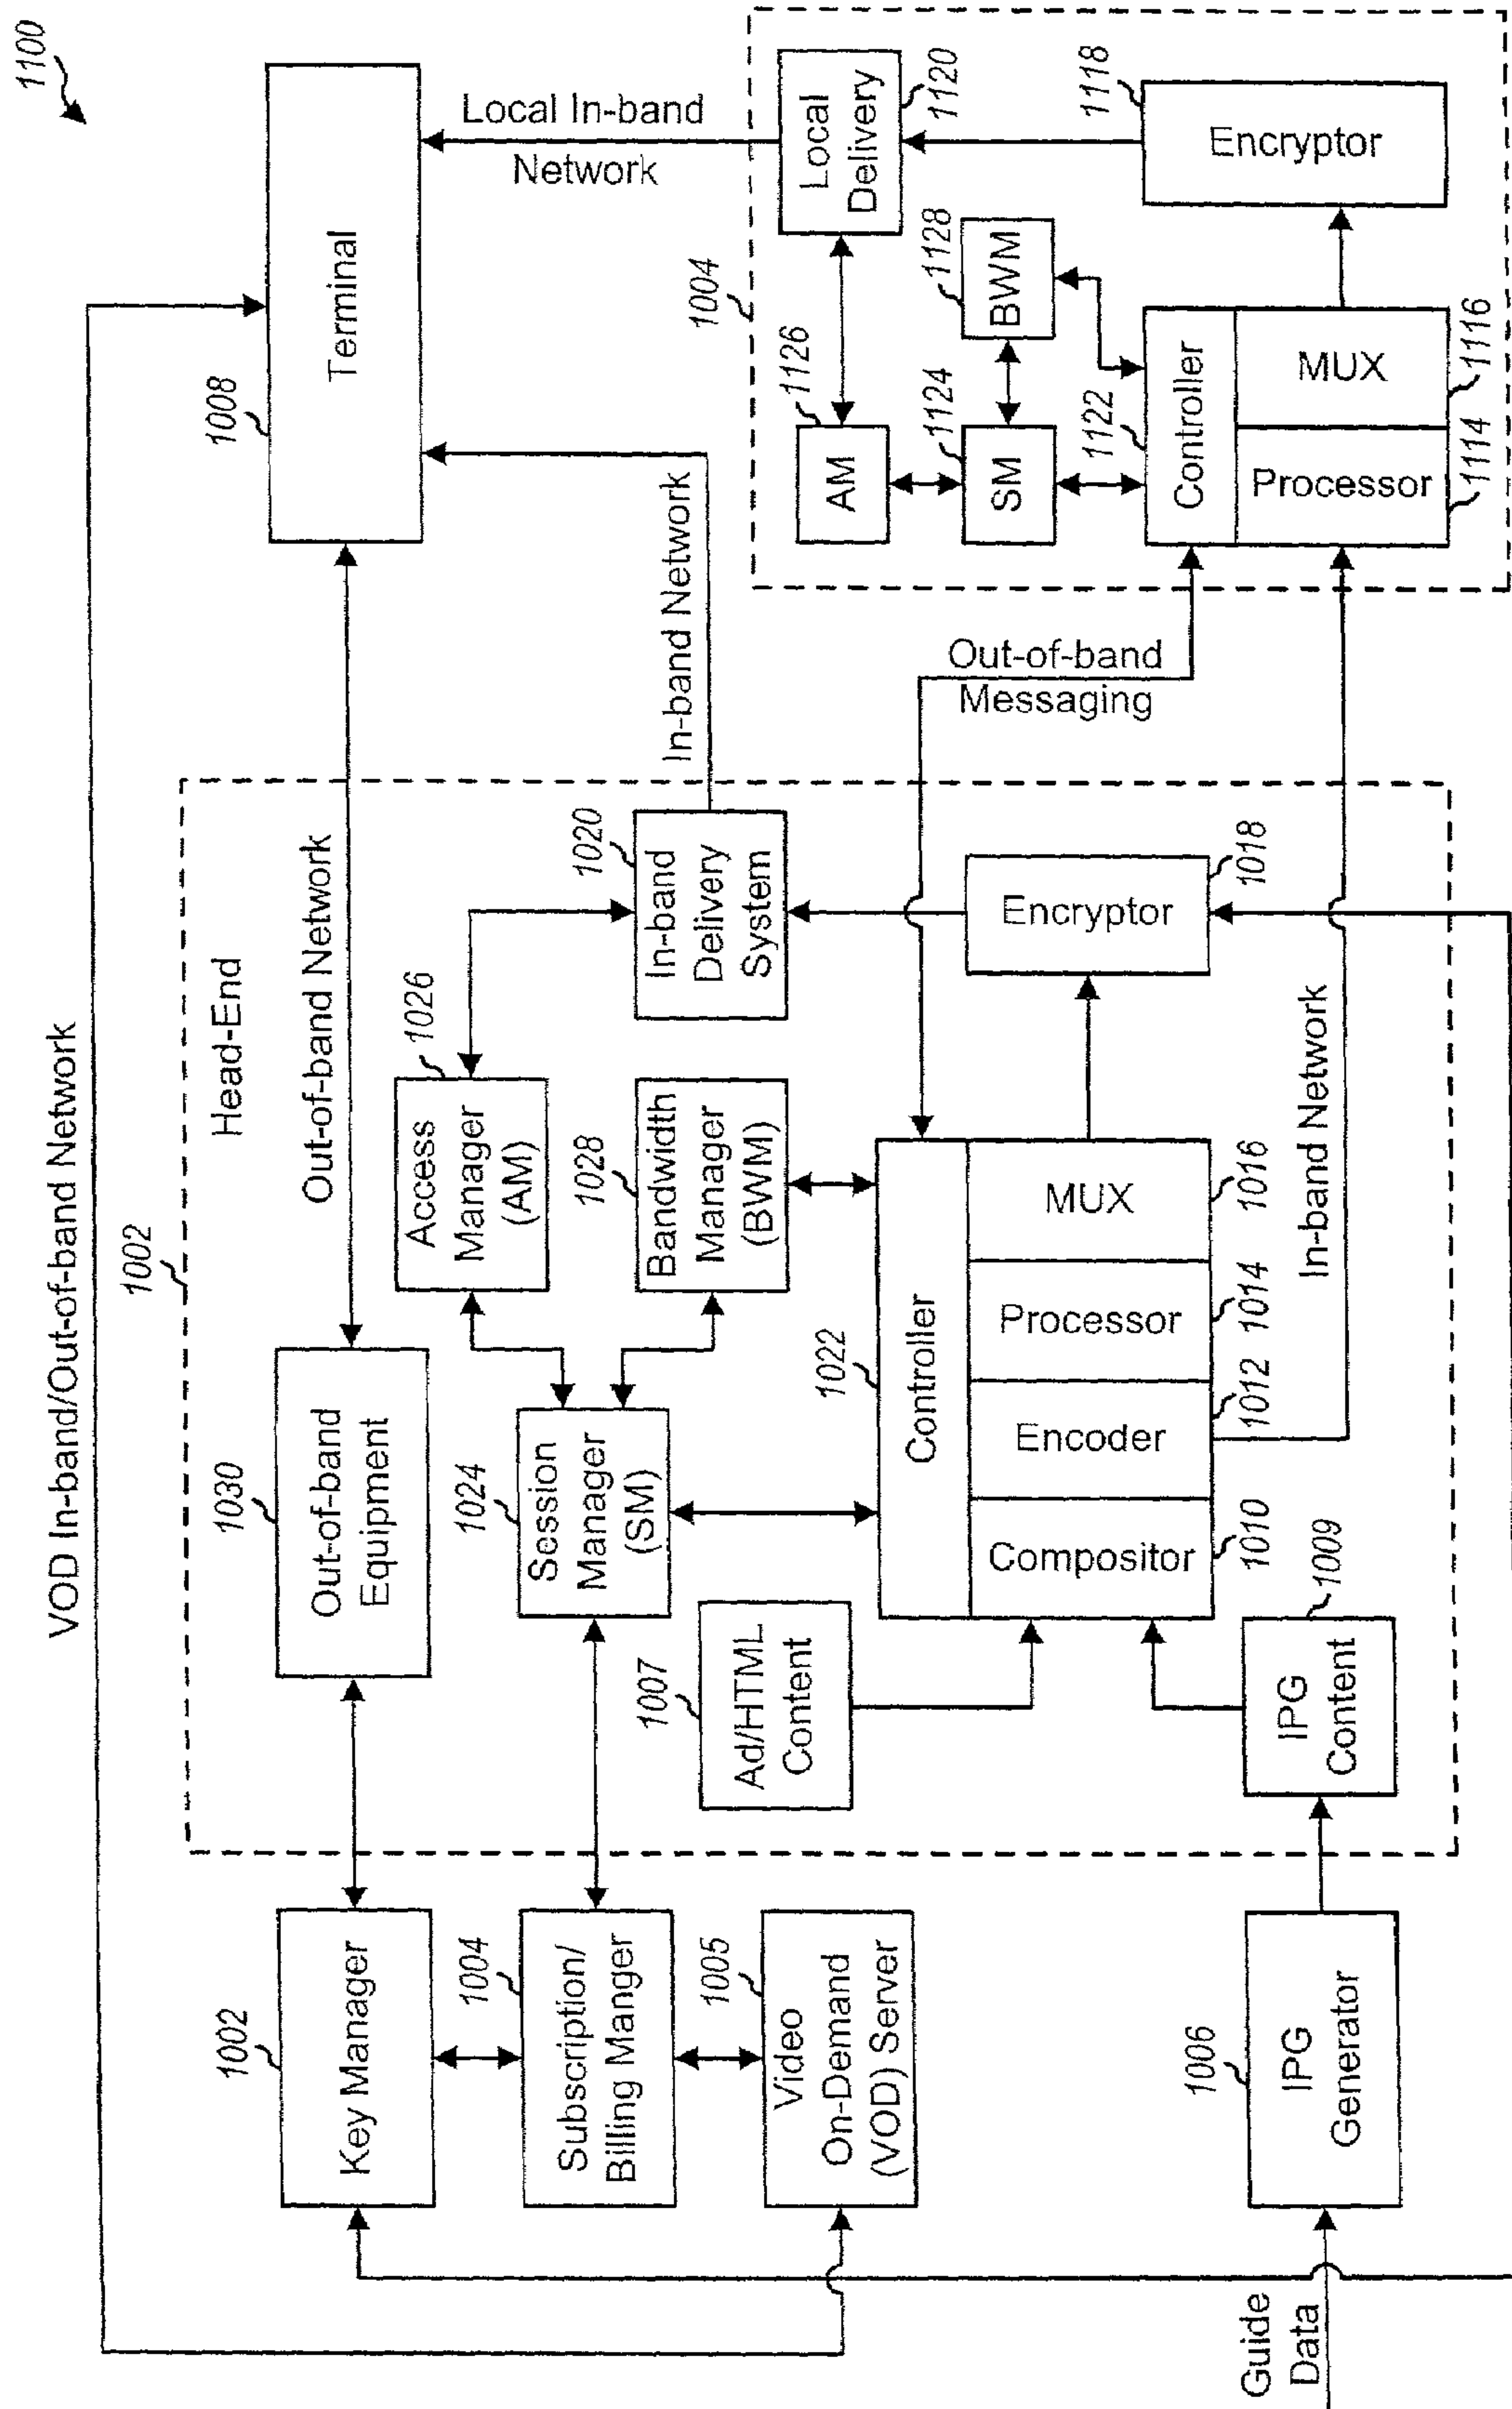 1100
VOD In-band/Out-of-band Network
1002
Head-End
Out-of-band Network
1008
Terminal
1002
Key Manager
1030
Out-of-band
Equipment
1004
Subscription/
Billing Manger
1024
Session
Manager
(SM)
1026
Access
Manager
(AM)
1005
Video
On-Demand
(VOD) Server
1028
Bandwidth
Manager
(BWM)
1020
In-band
Delivery
System
In-band Network
Local In-band
Network
1007
Ad/HTML
Content
1022
Controller
Compositor
Encoder
Processor
MUX
1010
1012
1014
1016
Encryptor
1018
Out-of-band
Messaging
In-band Network
1006
IPG
Generator
1009
IPG
Content
Guide
Data
1004
1126
AM
Local
Delivery
1120
1124
SM
1128
BWM
1122
Controller
Processor
MUX
1114
1116
Encryptor
1118